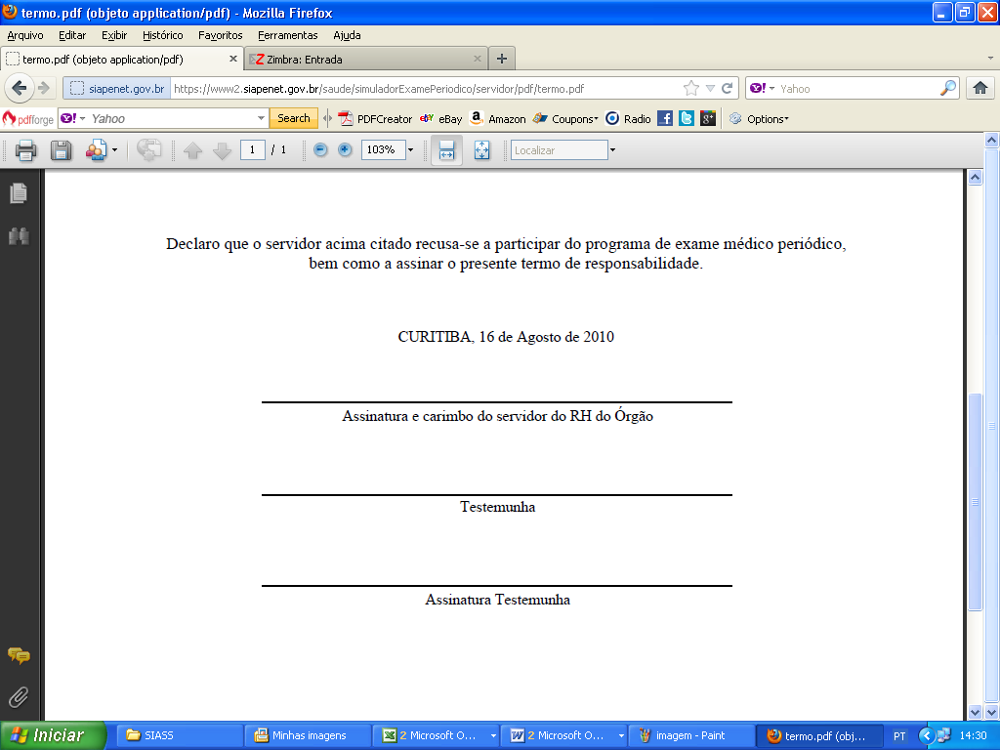 termo.pdf (objeto application/pdf) - Mozilla Firefox
Arquivo Editar Exibir Histórico Favoritos Ferramentas Ajuda
termo.pdf (objeto application/pdf) Zimbra: Entrada
siapenet.gov.br https://www2.siapenet.gov.br/saude/simuladorExamePeriodico/servidor/pdf/termo.pdf Yahoo
pdfforge Yahoo Search PDFCreator eBay Amazon Coupons Radio Options
1 / 1 103% Localizar
Declaro que o servidor acima citado recusa-se a participar do programa de exame médico periódico,
bem como a assinar o presente termo de responsabilidade.
CURITIBA, 16 de Agosto de 2010
Assinatura e carimbo do servidor do RH do Órgão
Testemunha
Assinatura Testemunha
Iniciar SIASS Minhas imagens 2 Microsoft O... 2 Microsoft O... imagem - Paint termo.pdf (obj... PT 14:30